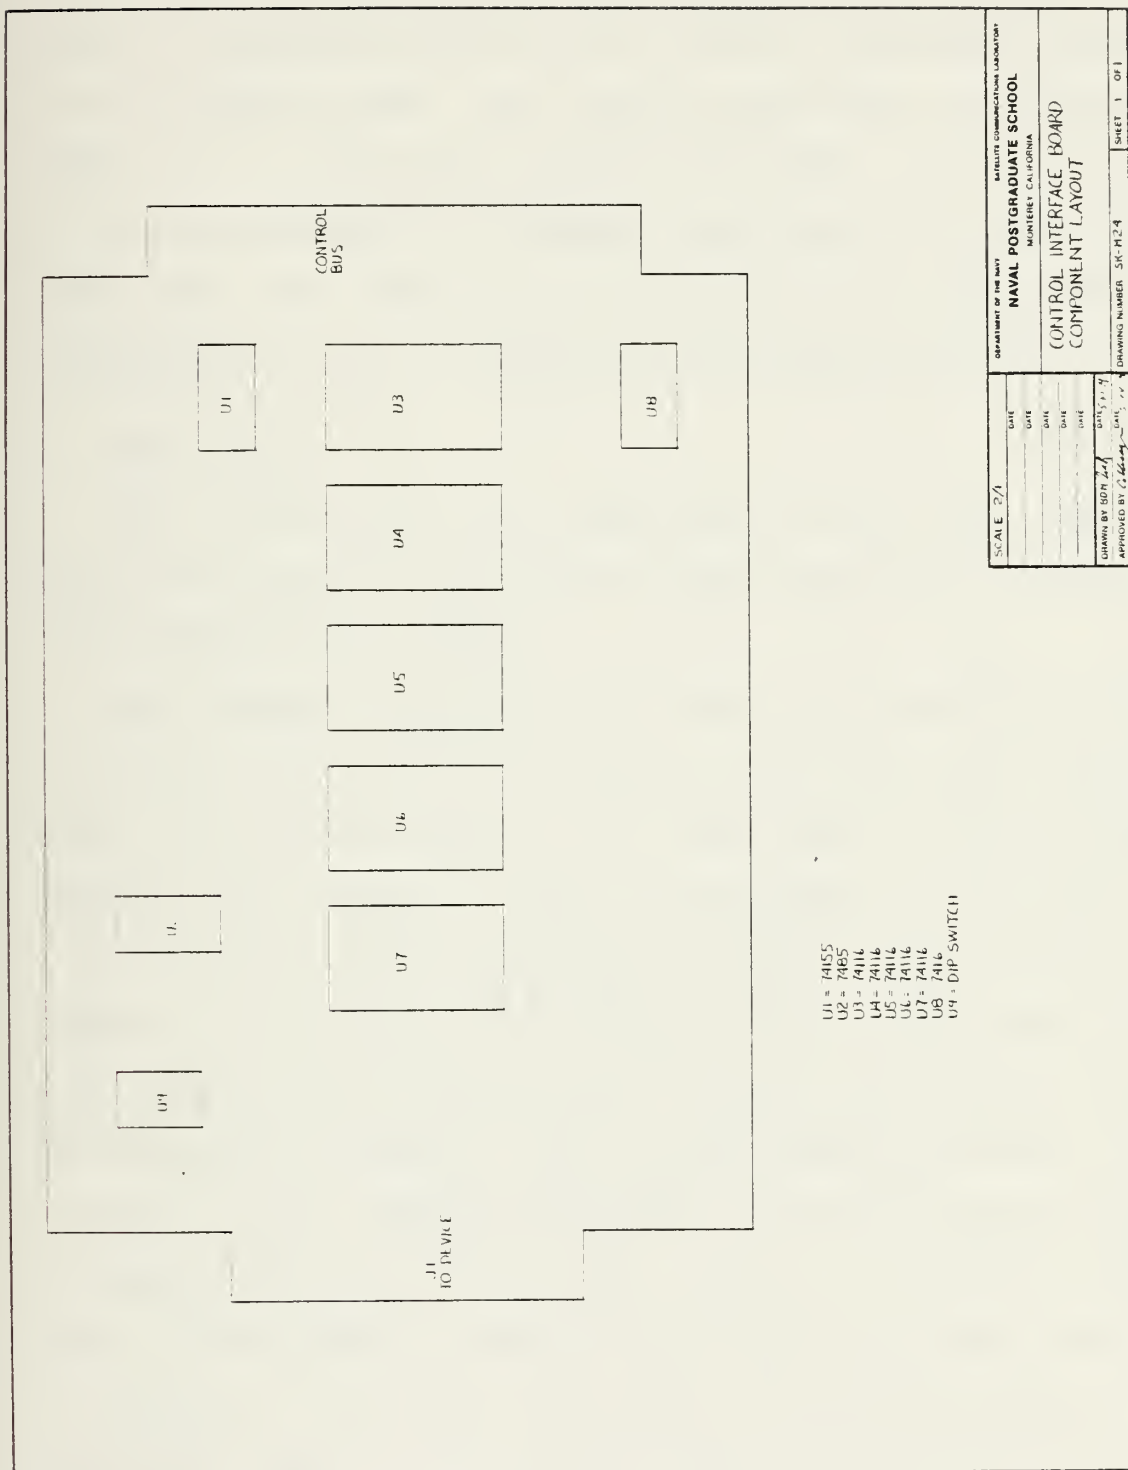 CONTROL
BUS
U1
U3
U8
U4
U5
U6
U7
U9
J1
TO DEVICE
U1 = 74155
U2 = 7485
U3 = 74116
U4 = 74116
U5 = 74116
U6 = 74116
U7 = 74116
U8 7416
U9 = DIP SWITCH
SCALE 2/1
DATE
DATE
DATE
DATE
DATE
DRAWN BY BDM
DATE
APPROVED BY
DATE
DEPARTMENT OF THE NAVY SATELLITE COMMUNICATIONS LABORATORY
NAVAL POSTGRADUATE SCHOOL
MONTEREY CALIFORNIA
CONTROL INTERFACE BOARD
COMPONENT LAYOUT
DRAWING NUMBER SK-M24
SHEET 1 OF 1